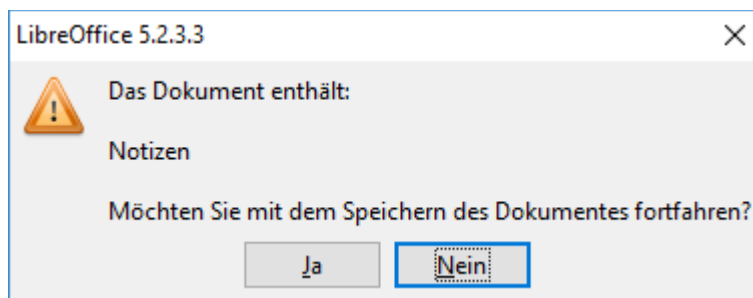 LibreOffice 5.2.3.3
Das Dokument enthält:
Notizen
Möchten Sie mit dem Speichern des Dokumentes fortfahren?
Ja
Nein